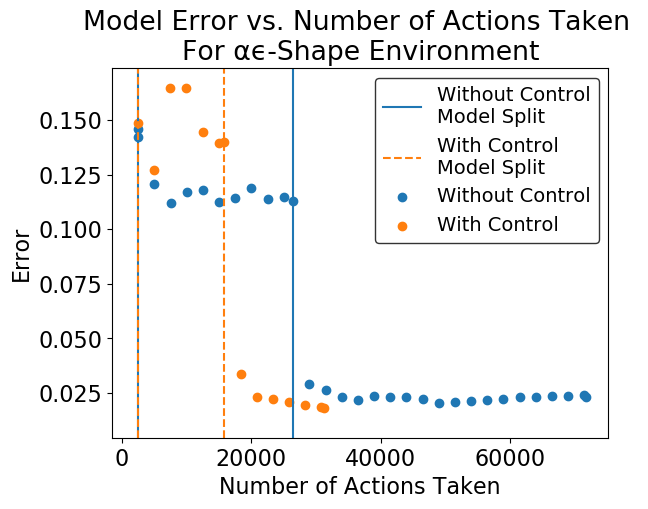 Model Error vs. Number of Actions Taken
For αϵ-Shape Environment
Without Control
Model Split
With Control
Model Split
Without Control
With Control
Error
0.150
0.125
0.100
0.075
0.050
0.025
0
20000
40000
60000
Number of Actions Taken